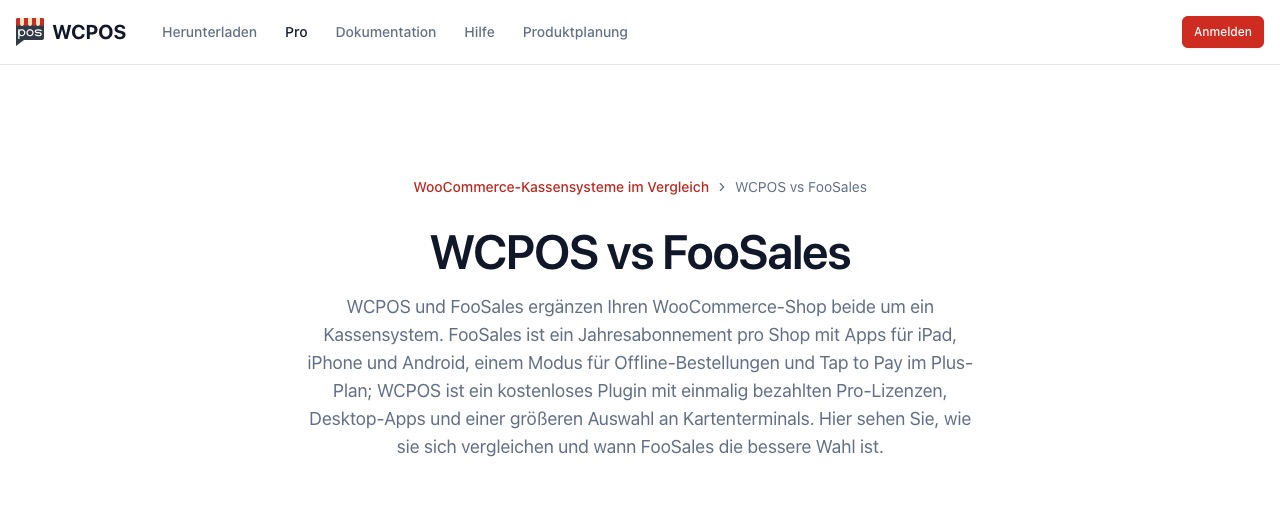 pos WCPOS Herunterladen Pro Dokumentation Hilfe Produktplanung Anmelden
WooCommerce-Kassensysteme im Vergleich > WCPOS vs FooSales
WCPOS vs FooSales
WCPOS und FooSales ergänzen Ihren WooCommerce-Shop beide um ein
Kassensystem. FooSales ist ein Jahresabonnement pro Shop mit Apps für iPad,
iPhone und Android, einem Modus für Offline-Bestellungen und Tap to Pay im Plus-
Plan; WCPOS ist ein kostenloses Plugin mit einmalig bezahlten Pro-Lizenzen,
Desktop-Apps und einer größeren Auswahl an Kartenterminals. Hier sehen Sie, wie
sie sich vergleichen und wann FooSales die bessere Wahl ist.